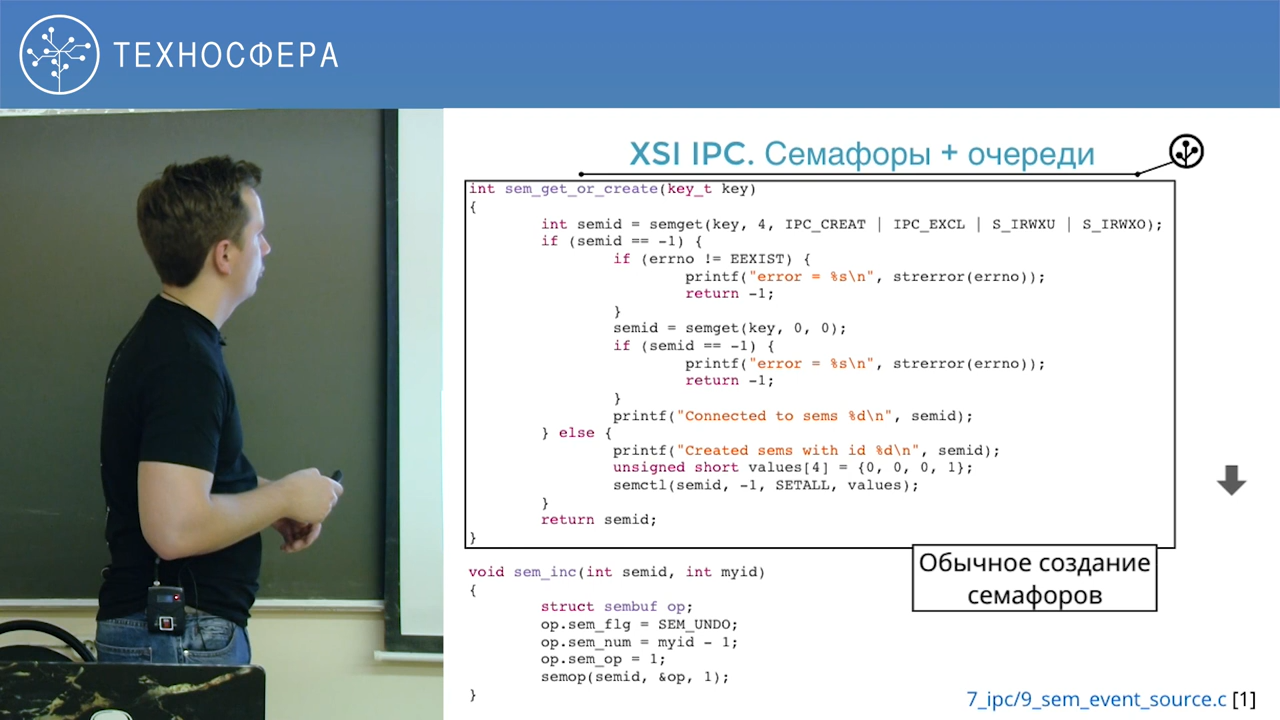 ТЕХНОСФЕРА
XSI IPC. Семафоры + очереди
int sem_get_or_create(key_t key)
{
int semid = semget(key, 4, IPC_CREAT | IPC_EXCL | S_IRWXU | S_IRWXO);
if (semid == -1) {
if (errno != EEXIST) {
printf("error = %s\n", strerror(errno));
return -1;
}
semid = semget(key, 0, 0);
if (semid == -1) {
printf("error = %s\n", strerror(errno));
return -1;
}
printf("Connected to sems %d\n", semid);
} else {
printf("Created sems with id %d\n", semid);
unsigned short values[4] = {0, 0, 0, 1};
semctl(semid, -1, SETALL, values);
}
return semid;
}
Обычное создание
семафоров
void sem_inc(int semid, int myid)
{
struct sembuf op;
op.sem_flg = SEM_UNDO;
op.sem_num = myid - 1;
op.sem_op = 1;
semop(semid, &op, 1);
}
7_ipc/9_sem_event_source.c [1]